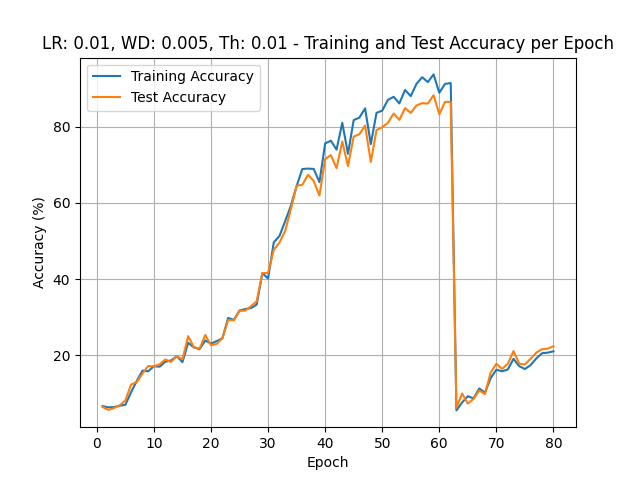 LR: 0.01, WD: 0.005, Th: 0.01 - Training and Test Accuracy per Epoch
Training Accuracy
Test Accuracy
80
60
40
20
Accuracy (%)
0 10 20 30 40 50 60 70 80
Epoch